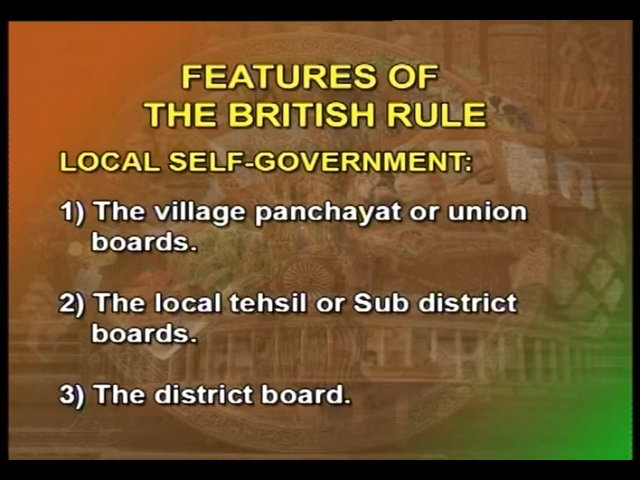 FEATURES OF
THE BRITISH RULE
LOCAL SELF-GOVERNMENT:
1) The village panchayat or union
boards.
2) The local tehsil or Sub district
boards.
3) The district board.